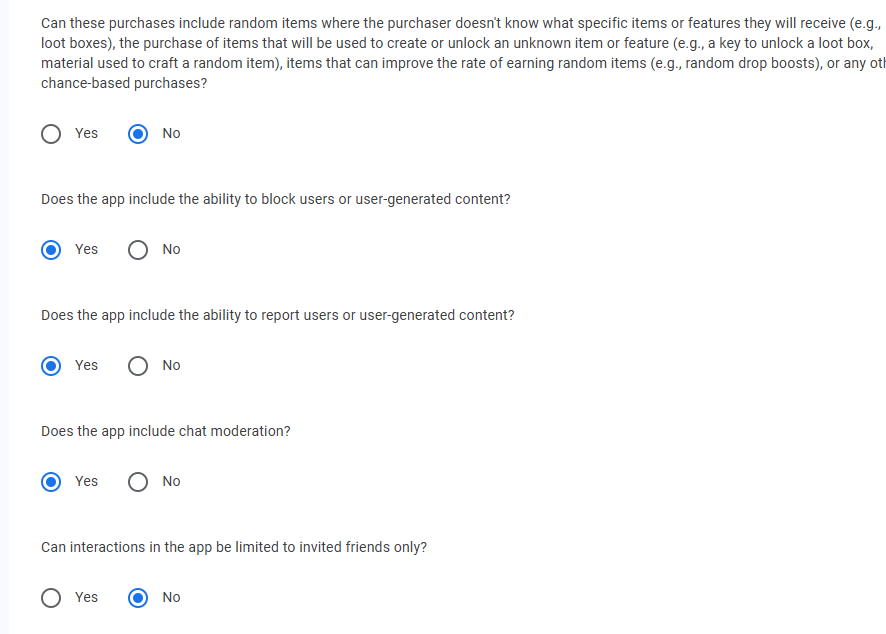 Can these purchases include random items where the purchaser doesn't know what specific items or features they will receive (e.g.,
loot boxes), the purchase of items that will be used to create or unlock an unknown item or feature (e.g., a key to unlock a loot box,
material used to craft a random item), items that can improve the rate of earning random items (e.g., random drop boosts), or any
chance-based purchases?
Yes No
Does the app include the ability to block users or user-generated content?
Yes No
Does the app include the ability to report users or user-generated content?
Yes No
Does the app include chat moderation?
Yes No
Can interactions in the app be limited to invited friends only?
Yes No